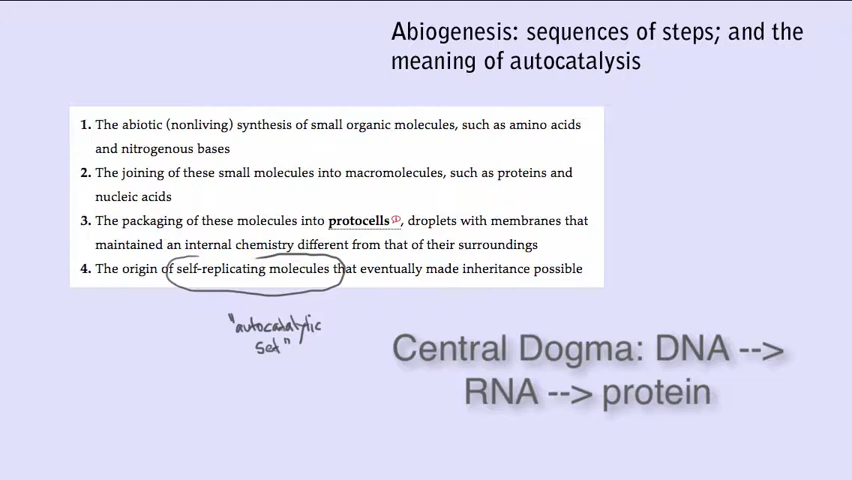 Abiogenesis: sequences of steps; and the
meaning of autocatalysis
1. The abiotic (nonliving) synthesis of small organic molecules, such as amino acids
and nitrogenous bases
2. The joining of these small molecules into macromolecules, such as proteins and
nucleic acids
3. The packaging of these molecules into protocells, droplets with membranes that
maintained an internal chemistry different from that of their surroundings
4. The origin of self-replicating molecules that eventually made inheritance possible
"autocatalytic
set"
Central Dogma: DNA -->
RNA --> protein